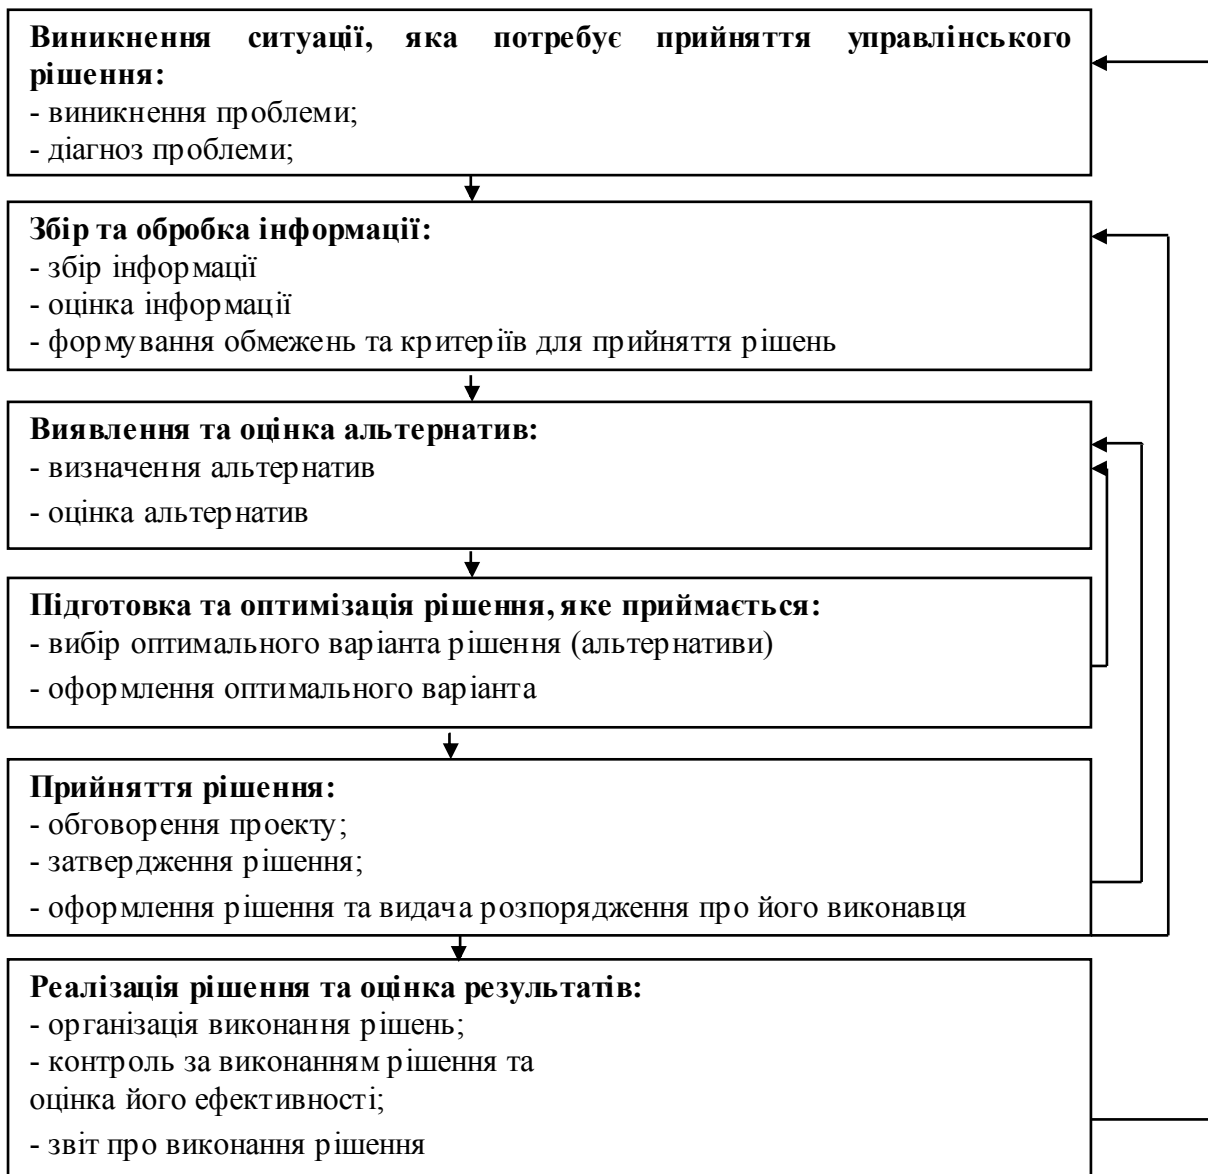 Виникнення ситуації, яка потребує прийняття управлінського
рішення:
- виникнення проблеми;
- діагноз проблеми;
Збір та обробка інформації:
- збір інформації
- оцінка інформації
- формування обмежень та критеріїв для прийняття рішень
Виявлення та оцінка альтернатив:
- визначення альтернатив
- оцінка альтернатив
Підготовка та оптимізація рішення, яке приймається:
- вибір оптимального варіанта рішення (альтернативи)
- оформлення оптимального варіанта
Прийняття рішення:
- обговорення проекту;
- затвердження рішення;
- оформлення рішення та видача розпорядження про його виконавця
Реалізація рішення та оцінка результатів:
- організація виконання рішень;
- контроль за виконанням рішення та
оцінка його ефективності;
- звіт про виконання рішення